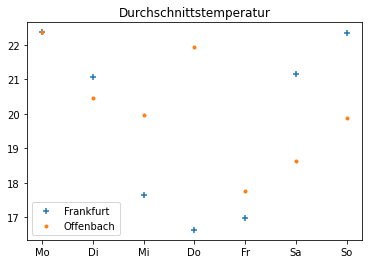 Durchschnittstemperatur
22
21
20
19
18
17
Frankfurt
Offenbach
Mo Di Mi Do Fr Sa So